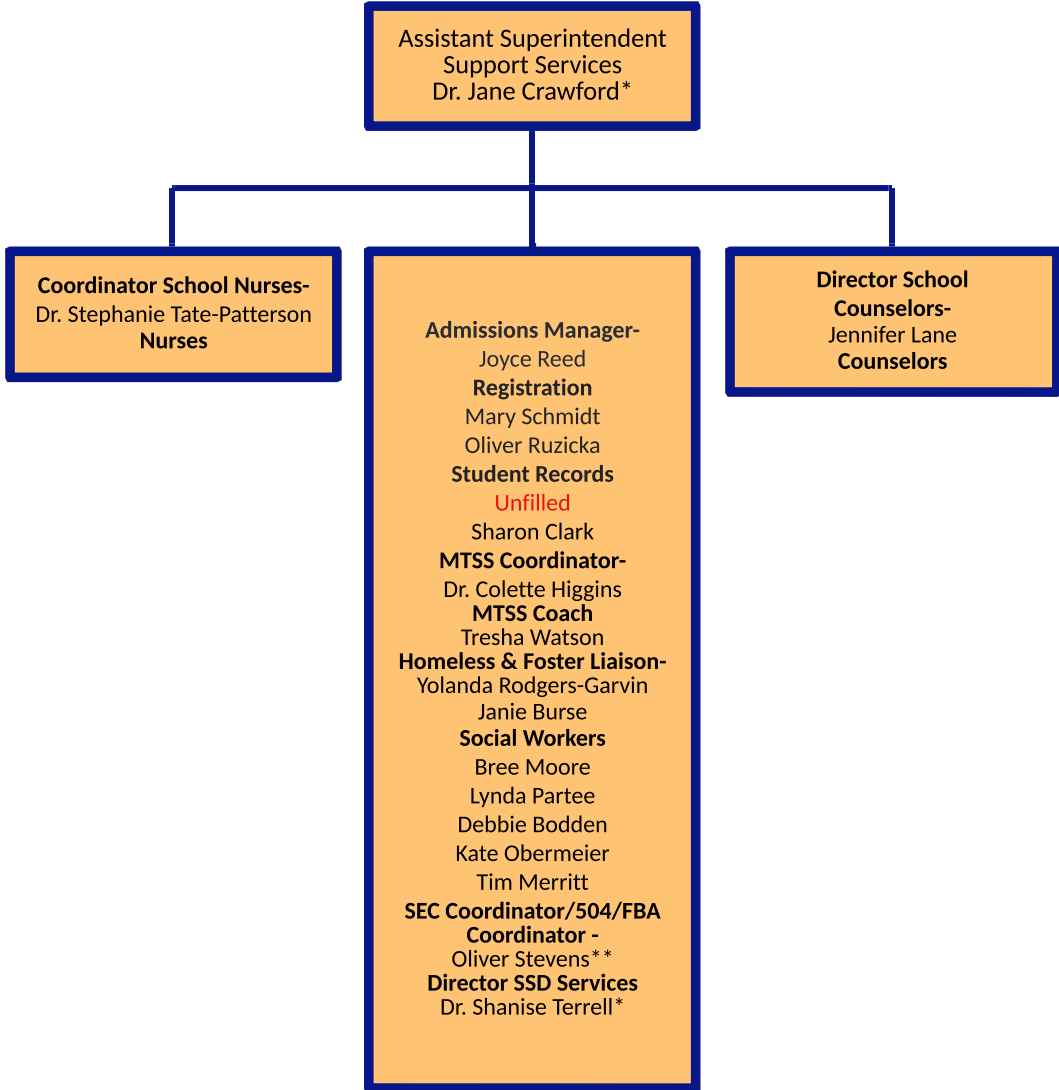 Assistant Superintendent
Support Services
Dr. Jane Crawford*
Coordinator School Nurses-
Dr. Stephanie Tate-Patterson
Nurses
Admissions Manager-
Joyce Reed
Registration
Mary Schmidt
Oliver Ruzicka
Student Records
Unfilled
Sharon Clark
MTSS Coordinator-
Dr. Colette Higgins
MTSS Coach
Tresha Watson
Homeless & Foster Liaison-
Yolanda Rodgers-Garvin
Janie Burse
Social Workers
Bree Moore
Lynda Partee
Debbie Bodden
Kate Obermeier
Tim Merritt
SEC Coordinator/504/FBA
Coordinator -
Oliver Stevens**
Director SSD Services
Dr. Shanise Terrell*
Director School
Counselors-
Jennifer Lane
Counselors